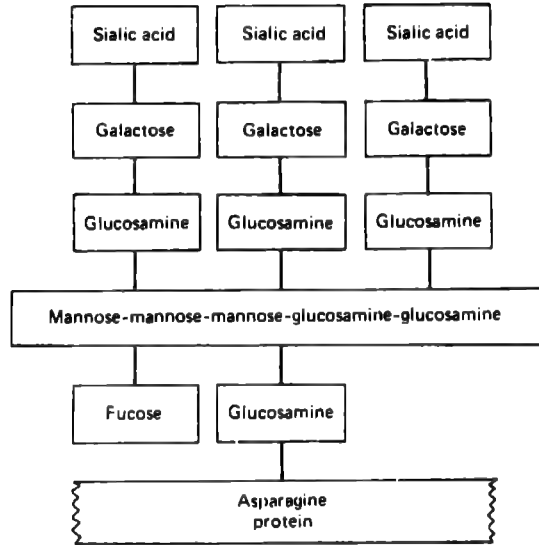 Sialic acid Sialic acid Sialic acid
Galactose Galactose Galactose
Glucosamine Glucosamine Glucosamine
Mannose-mannose-mannose-glucosamine-glucosamine
Fucose Glucosamine
Asparagine
protein